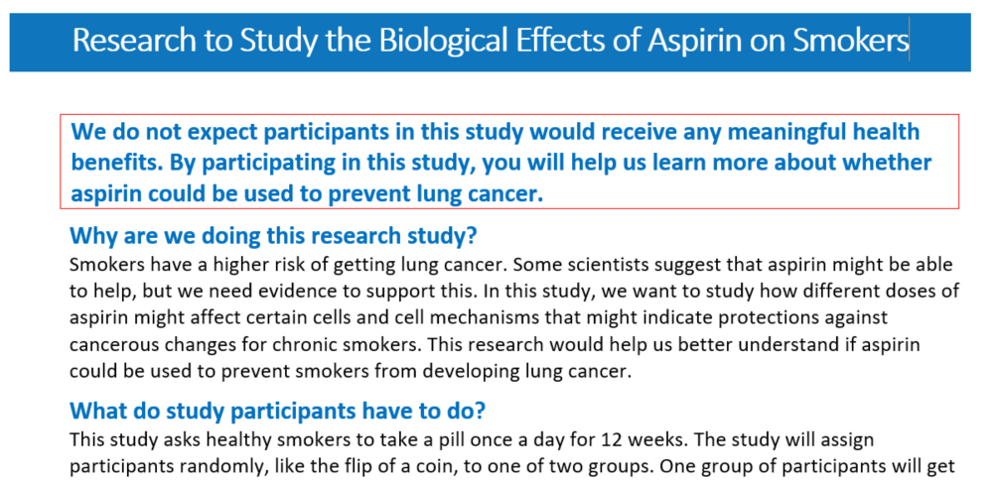 Research to Study the Biological Effects of Aspirin on Smokers
We do not expect participants in this study would receive any meaningful health
benefits. By participating in this study, you will help us learn more about whether
aspirin could be used to prevent lung cancer.
Why are we doing this research study?
Smokers have a higher risk of getting lung cancer. Some scientists suggest that aspirin might be able
to help, but we need evidence to support this. In this study, we want to study how different doses of
aspirin might affect certain cells and cell mechanisms that might indicate protections against
cancerous changes for chronic smokers. This research would help us better understand if aspirin
could be used to prevent smokers from developing lung cancer.
What do study participants have to do?
This study asks healthy smokers to take a pill once a day for 12 weeks. The study will assign
participants randomly, like the flip of a coin, to one of two groups. One group of participants will get